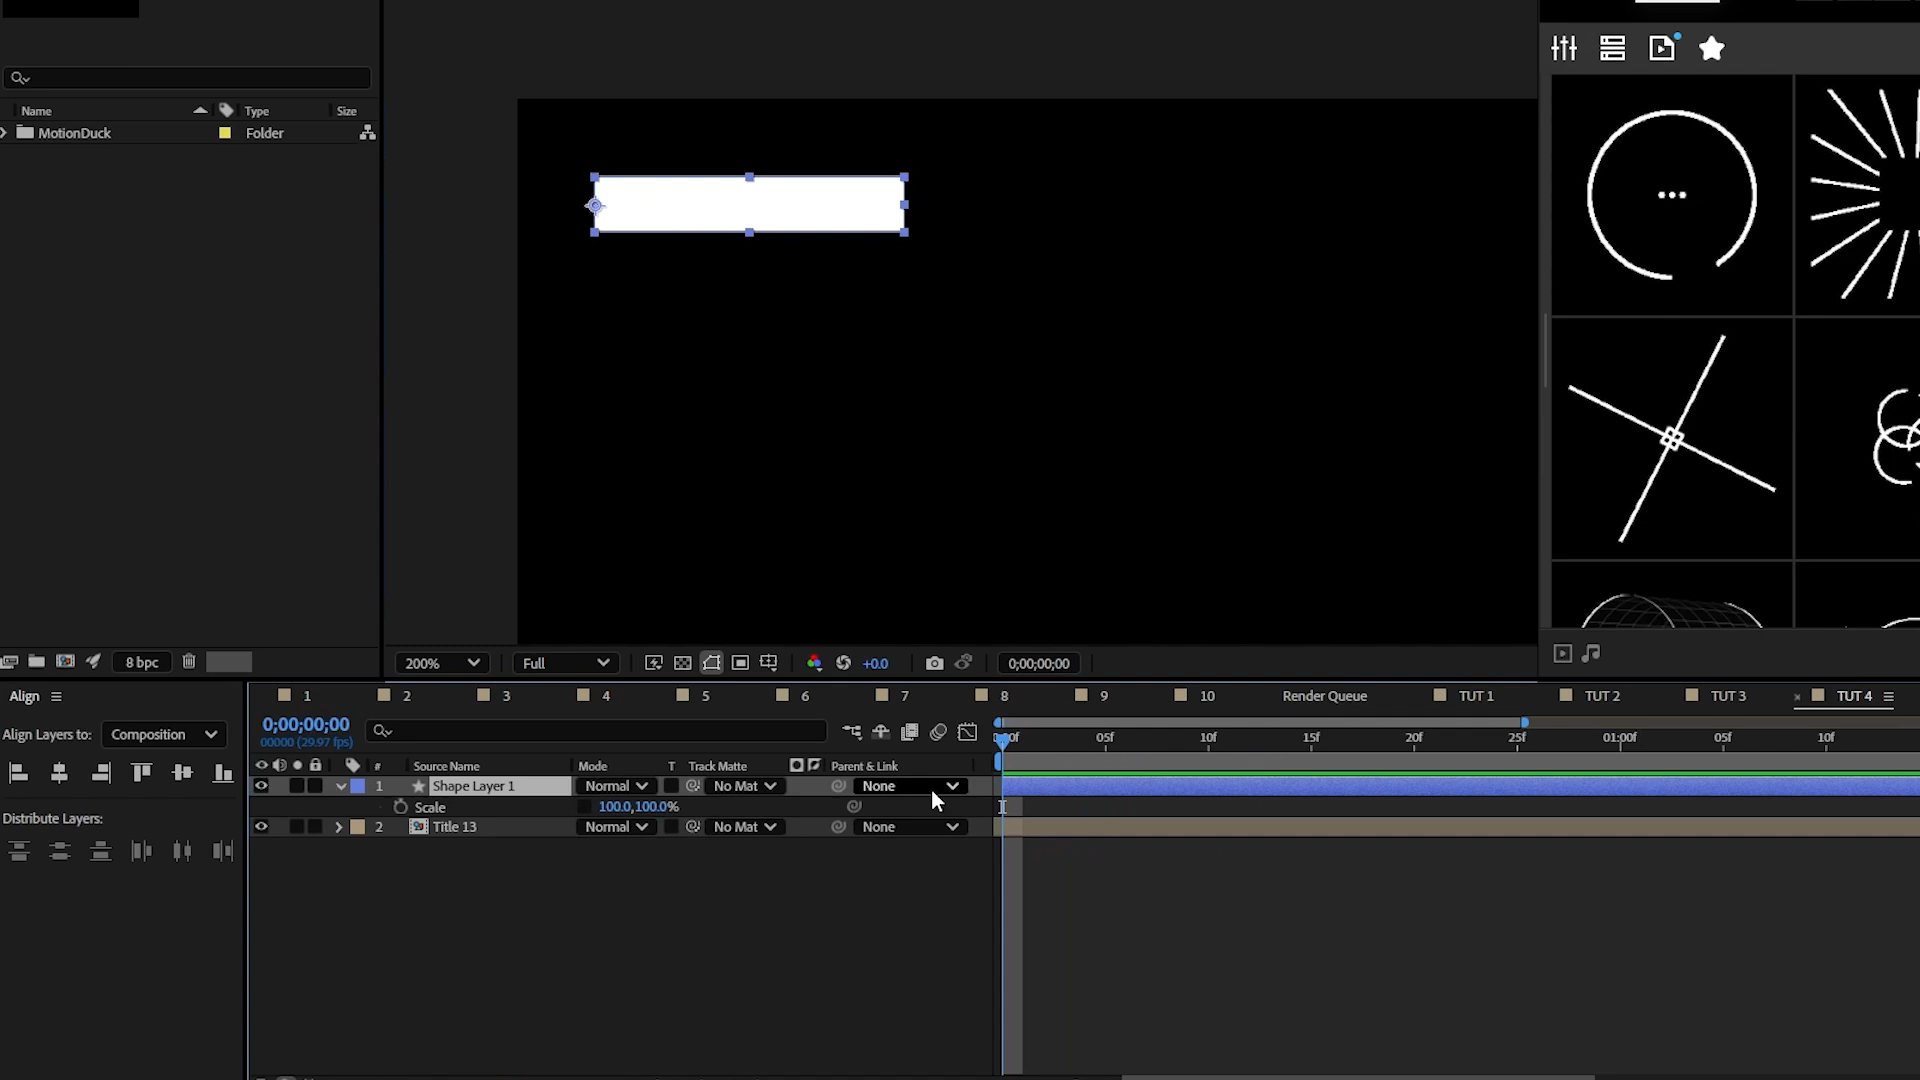 Name Type Size
MotionDuck Folder
8 bpc
200% Full +0.0 0;00;00;00
Align
Align Layers to: Composition
Distribute Layers:
1 2 3 4 5 6 7 8 9 10 Render Queue TUT 1 TUT 2 TUT 3 × TUT 4
0;00;00;00
00000 (29.97 fps)
05f 10f 15f 20f 25f 01:00f 05f 10f
# Source Name Mode T Track Matte Parent & Link
1 Shape Layer 1 Normal No Mat None
Scale 100.0,100.0%
2 Title 13 Normal No Mat None